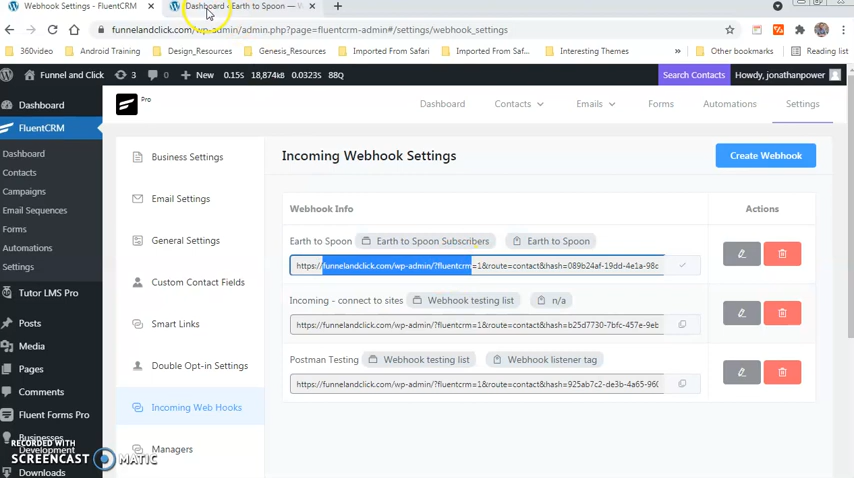 Webhook Settings - FluentCRM
Dashboard ‹ Earth to Spoon — W
funnelandclick.com/wp-admin/admin.php?page=fluentcrm-admin#/settings/webhook_settings
360video
Android Training
Design_Resources
Genesis_Resources
Imported From Safari
Imported From Saf...
Interesting Themes
»
Other bookmarks
Reading list
Funnel and Click
3
0
+ New
0.15s
18,874kB
0.0323s
88Q
Search Contacts
Howdy, jonathanpower
Dashboard
FluentCRM
Dashboard
Contacts
Campaigns
Email Sequences
Forms
Automations
Settings
Tutor LMS Pro
Posts
Media
Pages
Comments
Fluent Forms Pro
Businesses
Development
Downloads
RECORDED WITH
SCREENCAST MATIC
Pro
Dashboard
Contacts
Emails
Forms
Automations
Settings
Business Settings
Email Settings
General Settings
Custom Contact Fields
Smart Links
Double Opt-in Settings
Incoming Web Hooks
Managers
Incoming Webhook Settings
Create Webhook
Webhook Info
Actions
Earth to Spoon
Earth to Spoon Subscribers
Earth to Spoon
https://funnelandclick.com/wp-admin/?fluentcrm=1&route=contact&hash=089b24af-19dd-4e1a-98c
Incoming - connect to sites
Webhook testing list
n/a
https://funnelandclick.com/wp-admin/?fluentcrm=1&route=contact&hash=b25d7730-7bfc-457e-9eb
Postman Testing
Webhook testing list
Webhook listener tag
https://funnelandclick.com/wp-admin/?fluentcrm=1&route=contact&hash=925ab7c2-de3b-4a65-960